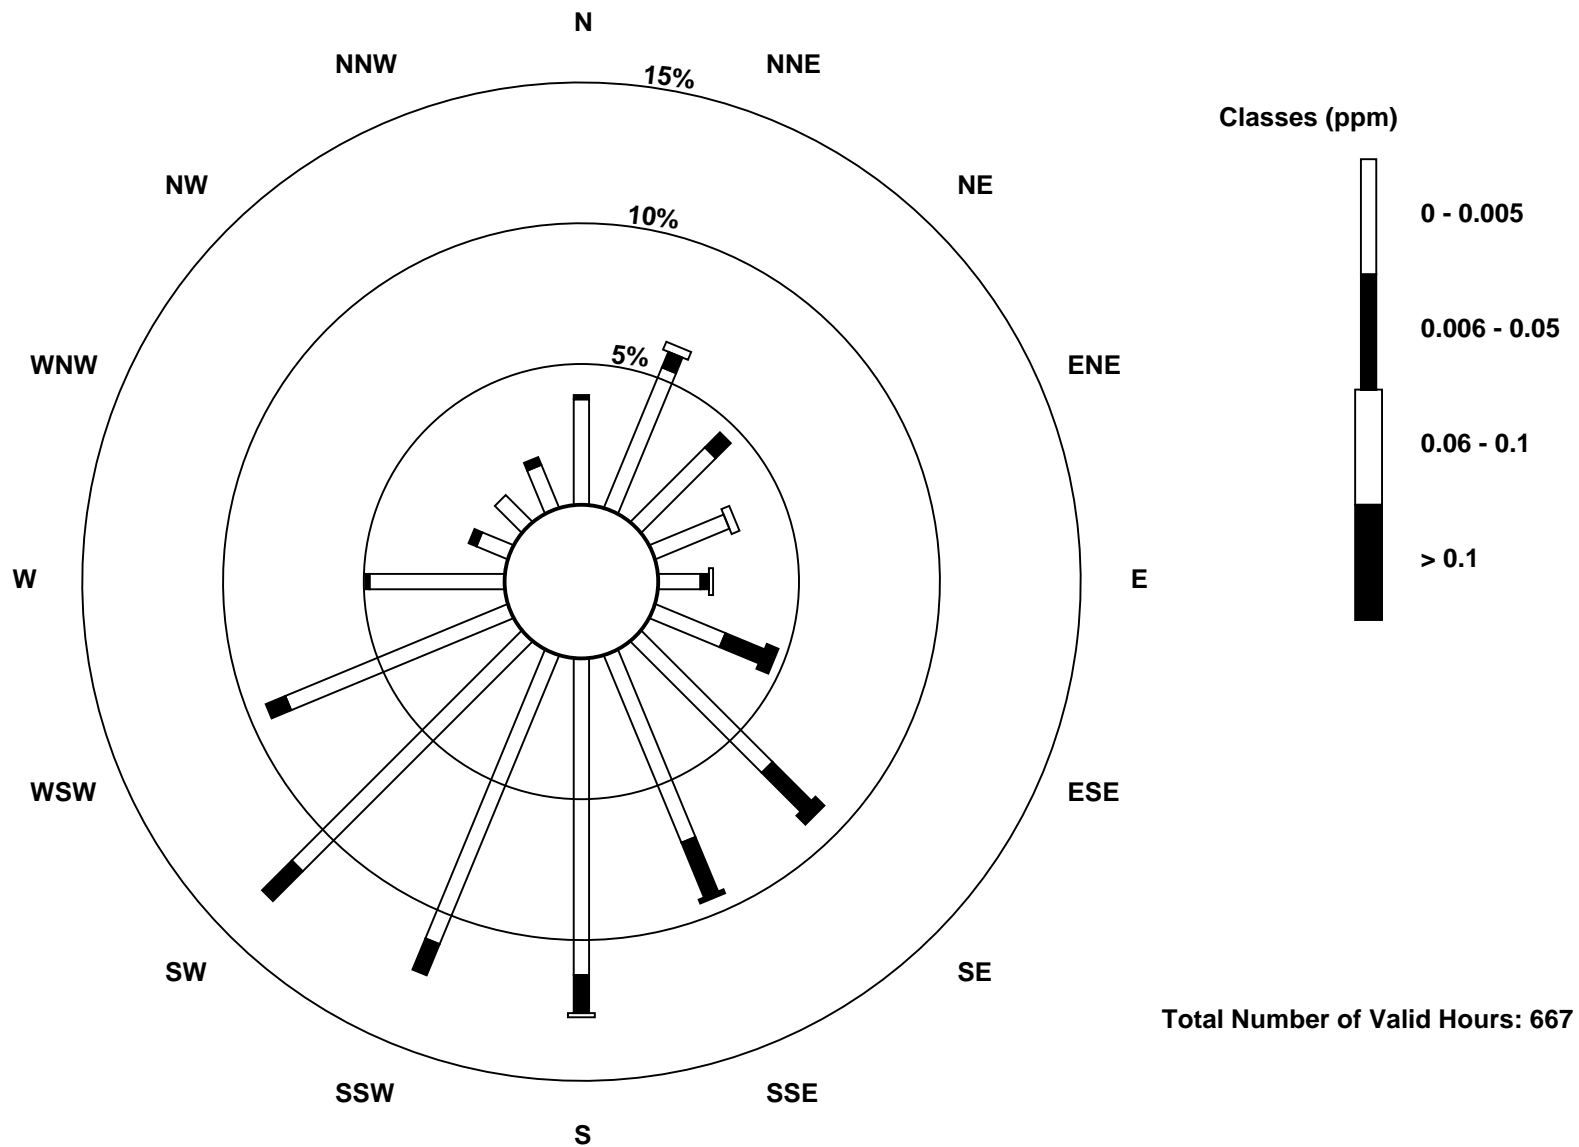 N
NNW
NNE
15%
Classes (ppm)
NW
NE
0 - 0.005
10%
0.006 - 0.05
5%
WNW
ENE
0.06 - 0.1
> 0.1
W
E
WSW
ESE
SW
SE
Total Number of Valid Hours: 667
SSW
SSE
S